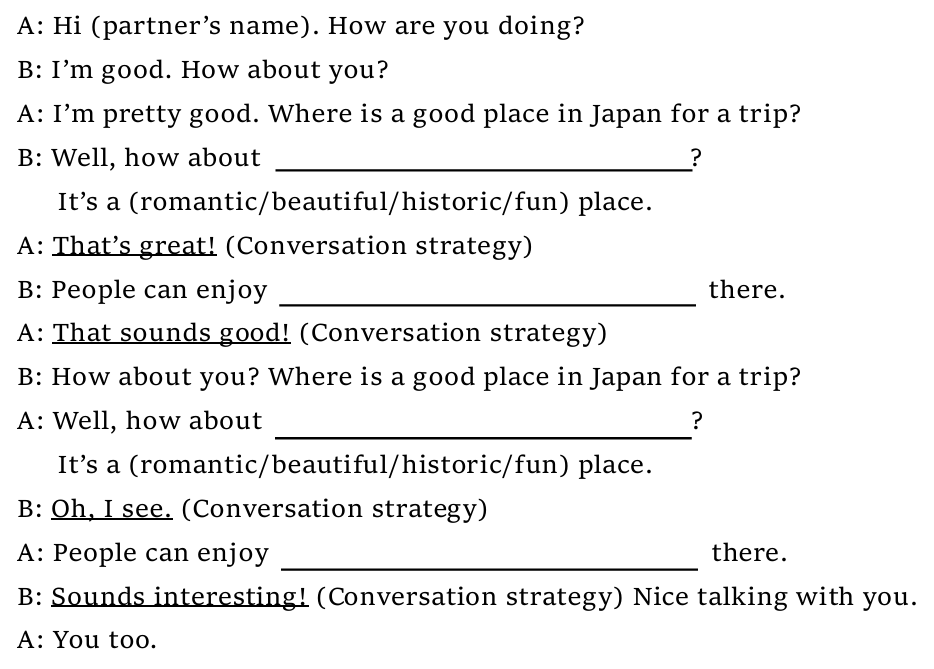 A: Hi (partner’s name). How are you doing?
B: I’m good. How about you?
A: I’m pretty good. Where is a good place in Japan for a trip?
B: Well, how about ______________________________?
It’s a (romantic/beautiful/historic/fun) place.
A: That’s great! (Conversation strategy)
B: People can enjoy ______________________________ there.
A: That sounds good! (Conversation strategy)
B: How about you? Where is a good place in Japan for a trip?
A: Well, how about ______________________________?
It’s a (romantic/beautiful/historic/fun) place.
B: Oh, I see. (Conversation strategy)
A: People can enjoy ______________________________ there.
B: Sounds interesting! (Conversation strategy) Nice talking with you.
A: You too.